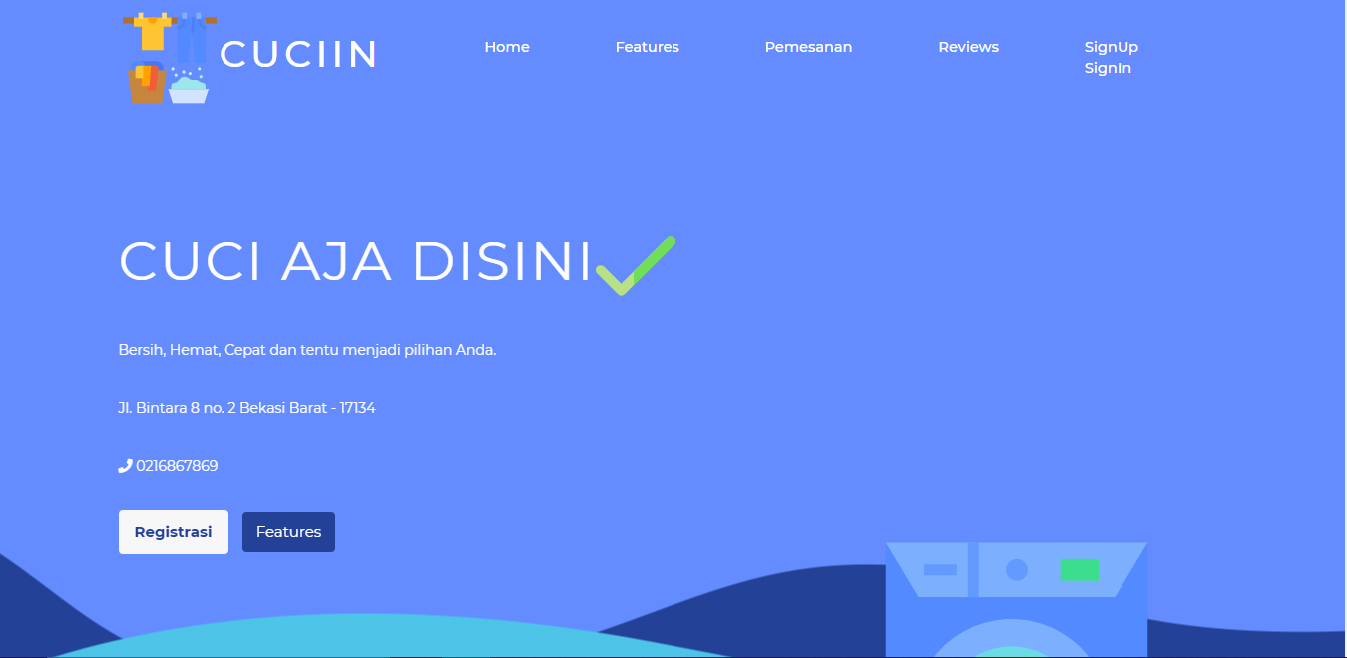 CUCIIN
Home Features Pemesanan Reviews SignUp
SignIn
CUCI AJA DISINI
Bersih, Hemat, Cepat dan tentu menjadi pilihan Anda.
Jl. Bintara 8 no. 2 Bekasi Barat - 17134
0216867869
Registrasi Features